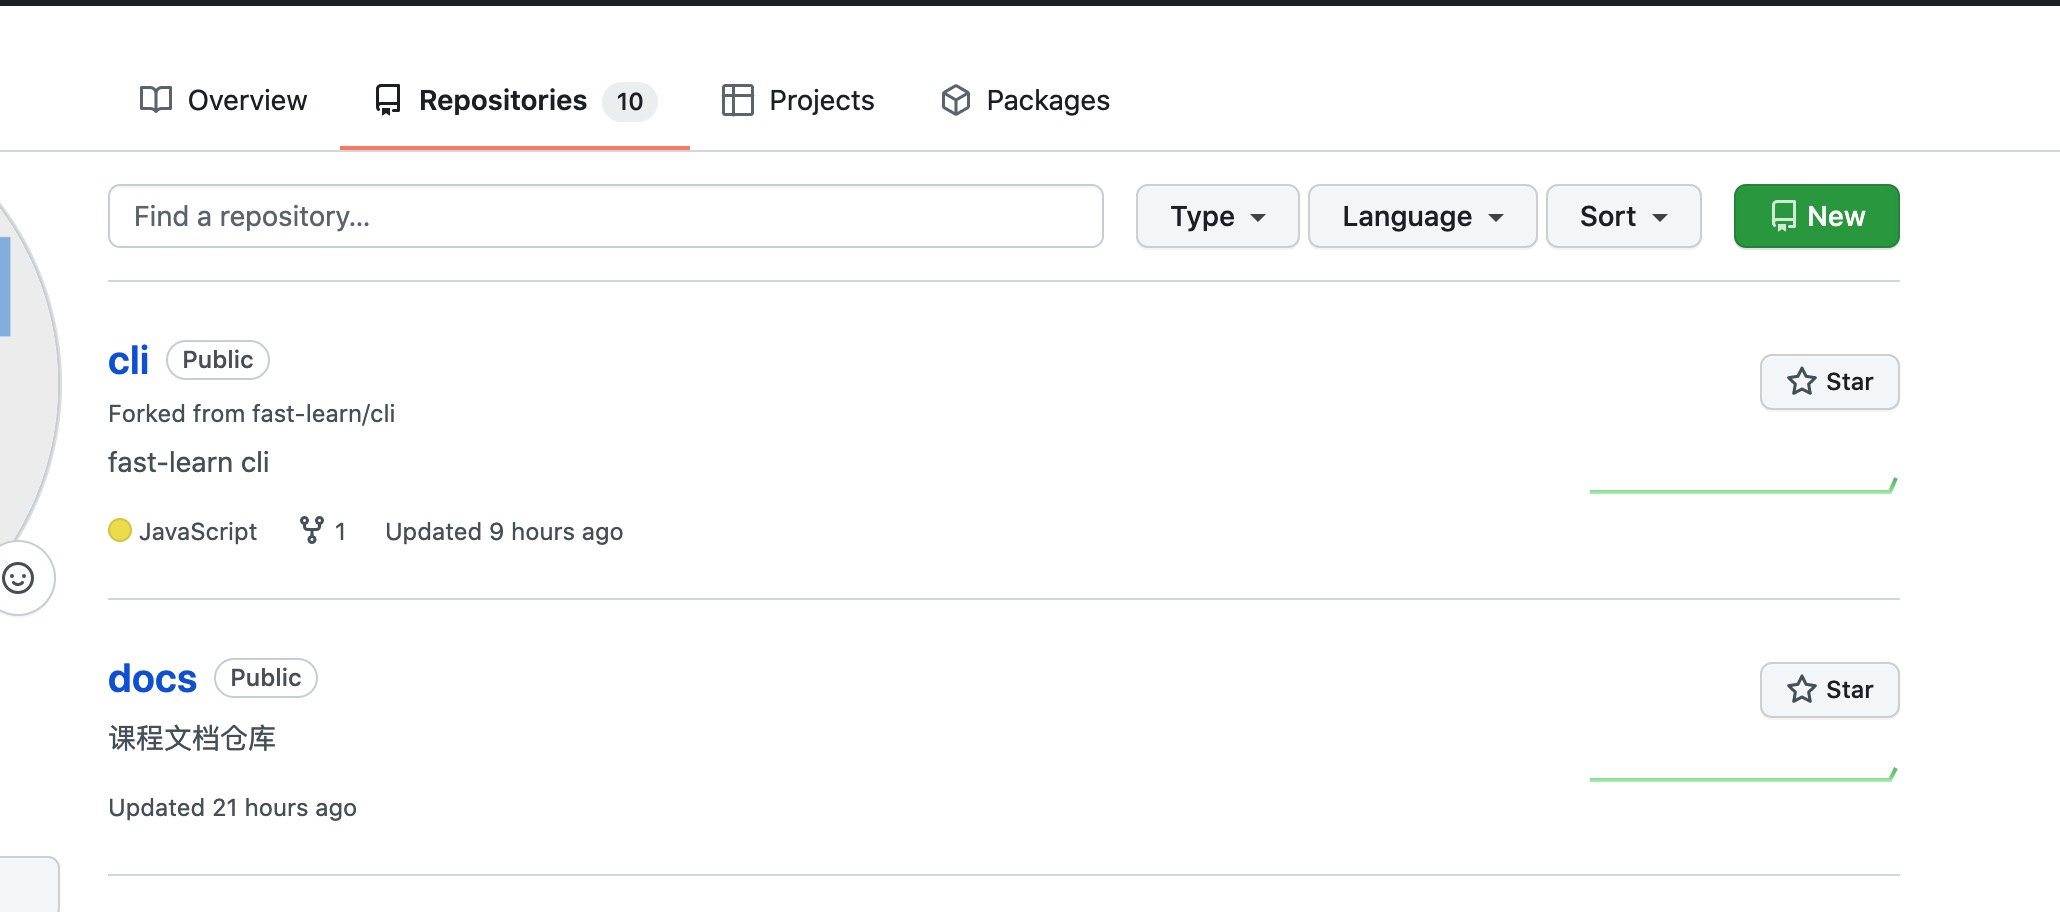 Overview Repositories 10 Projects Packages
Find a repository... Type Language Sort New
cli Public
Star
Forked from fast-learn/cli
fast-learn cli
JavaScript 1 Updated 9 hours ago
docs Public
Star
课程文档仓库
Updated 21 hours ago